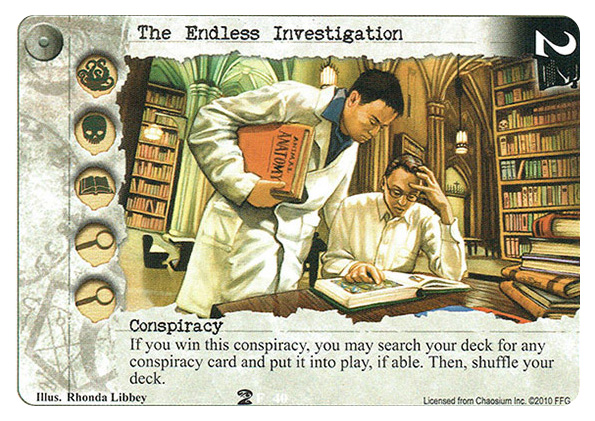 The Endless Investigation
2
ANIMAL
ANATOMY
Conspiracy
If you win this conspiracy, you may search your deck for any
conspiracy card and put it into play, if able. Then, shuffle your
deck.
Illus. Rhonda Libbey
F 40
Licensed from Chaosium Inc. ©2010 FFG